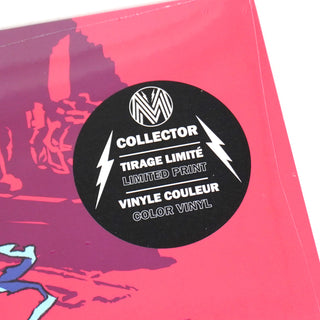 M
COLLECTOR
TIRAGE LIMITÉ
LIMITED PRINT
VINYLE COULEUR
COLOR VINYL